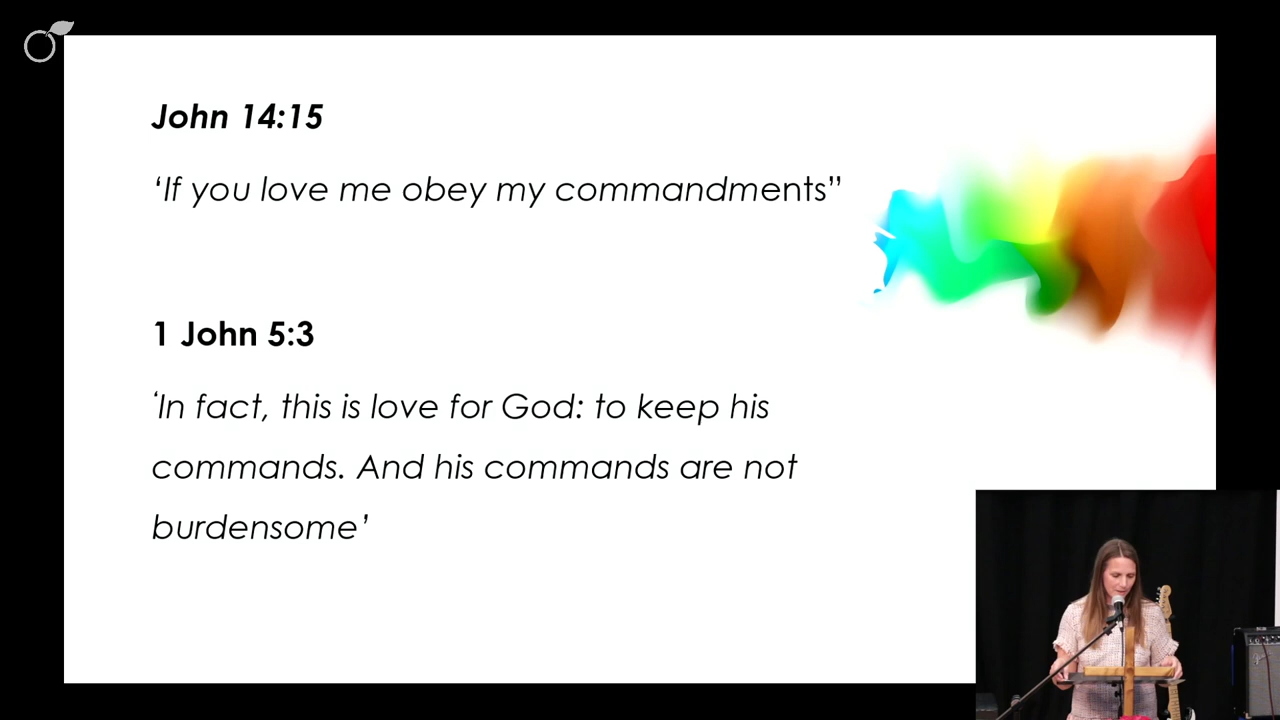 John 14:15
‘If you love me obey my commandments”
1 John 5:3
‘In fact, this is love for God: to keep his
commands. And his commands are not
burdensome’